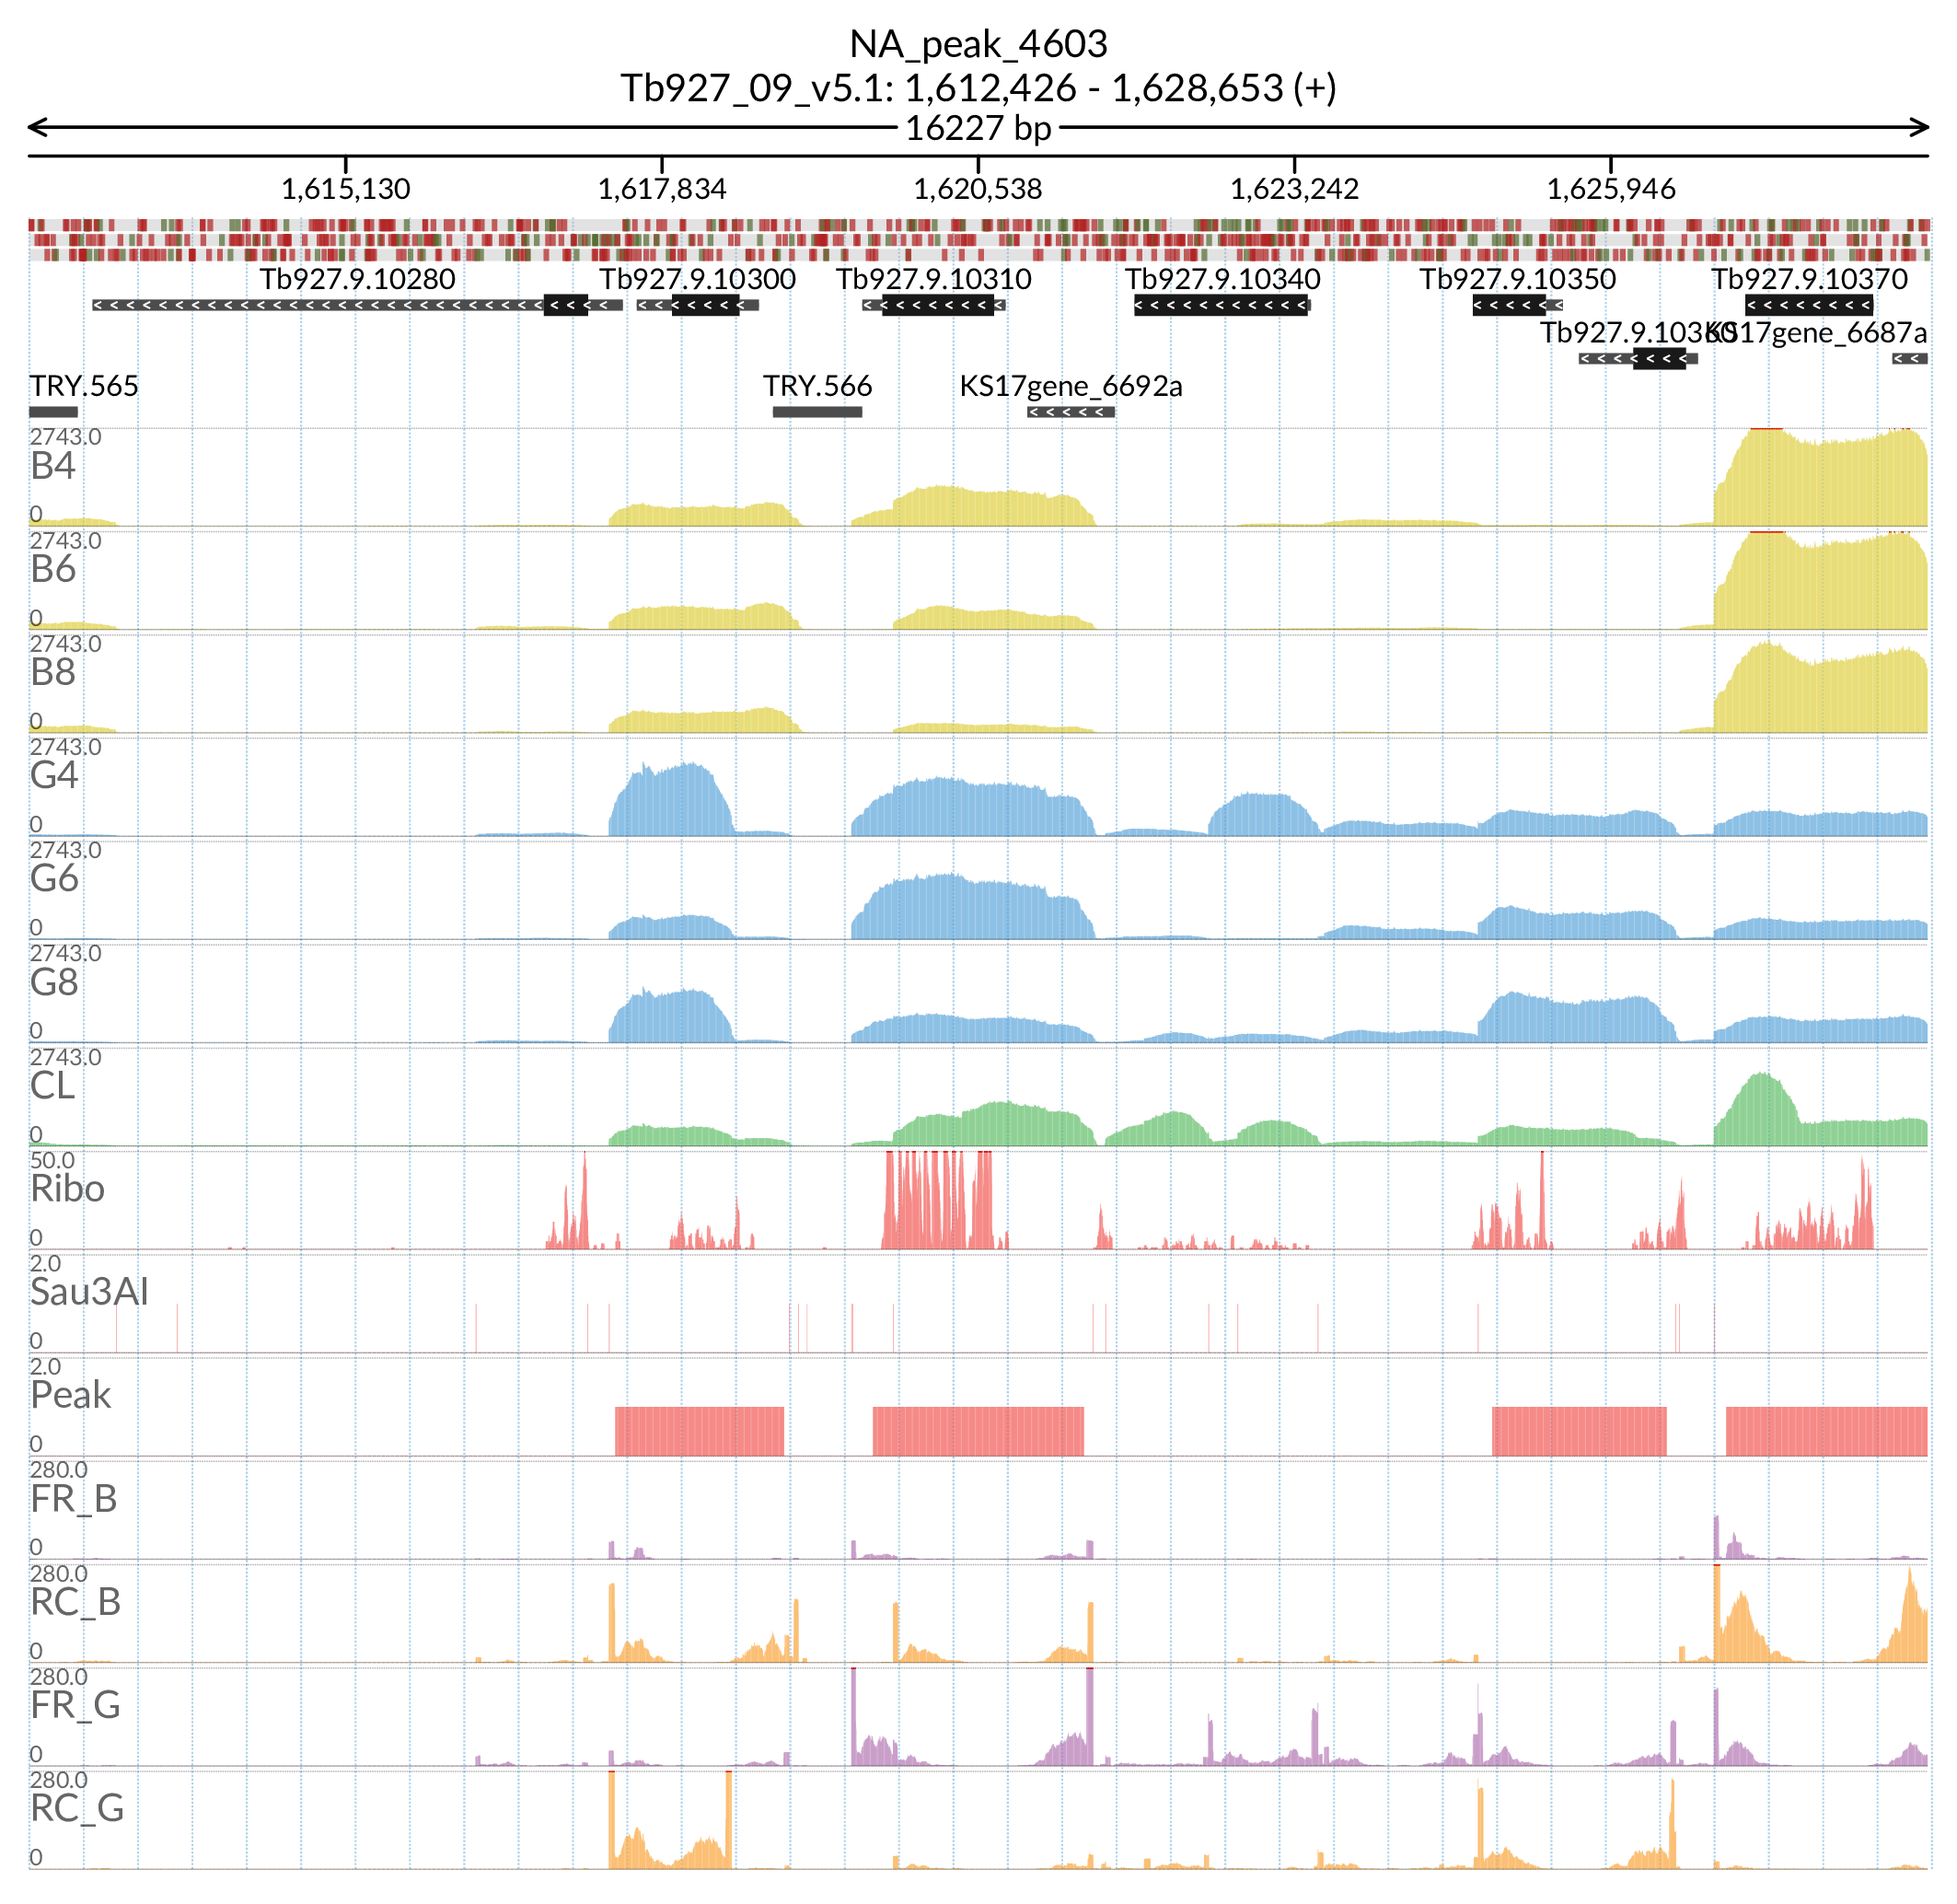 NA_peak_4603
Tb927_09_v5.1: 1,612,426 - 1,628,653 (+)
16227 bp
1,615,130 1,617,834 1,620,538 1,623,242 1,625,946
Tb927.9.10280 Tb927.9.10300 Tb927.9.10310 Tb927.9.10340 Tb927.9.10350 Tb927.9.10370
Tb927.9.10360 KS17gene_6687a
TRY.565 TRY.566 KS17gene_6692a
2743.0
B4
0
2743.0
B6
0
2743.0
B8
0
2743.0
G4
0
2743.0
G6
0
2743.0
G8
0
2743.0
CL
0
50.0
Ribo
0
2.0
Sau3AI
0
2.0
Peak
0
280.0
FR_B
0
280.0
RC_B
0
280.0
FR_G
0
280.0
RC_G
0